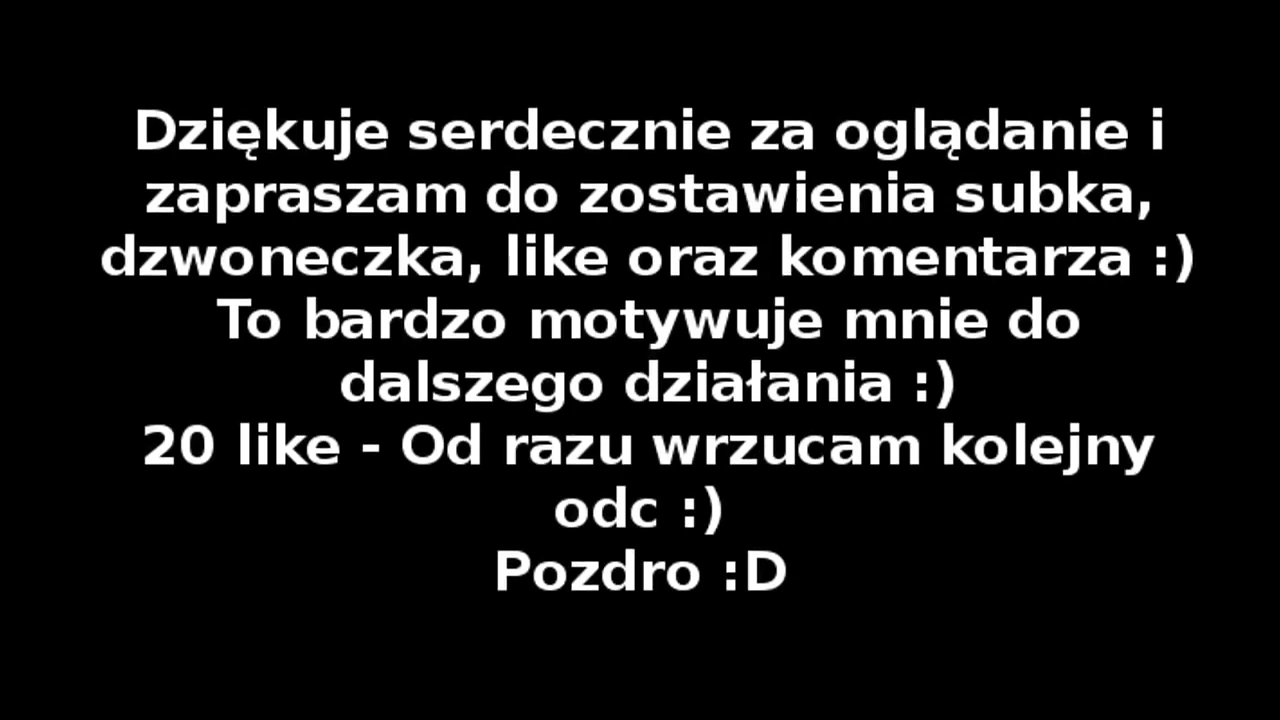 Dziękuje serdecznie za oglądanie i
zapraszam do zostawienia subka,
dzwoneczka, like oraz komentarza :)
To bardzo motywuje mnie do
dalszego działania :)
20 like - Od razu wrzucam kolejny
odc :)
Pozdro :D